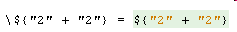 \${"2" + "2"} = ${"2" + "2"}